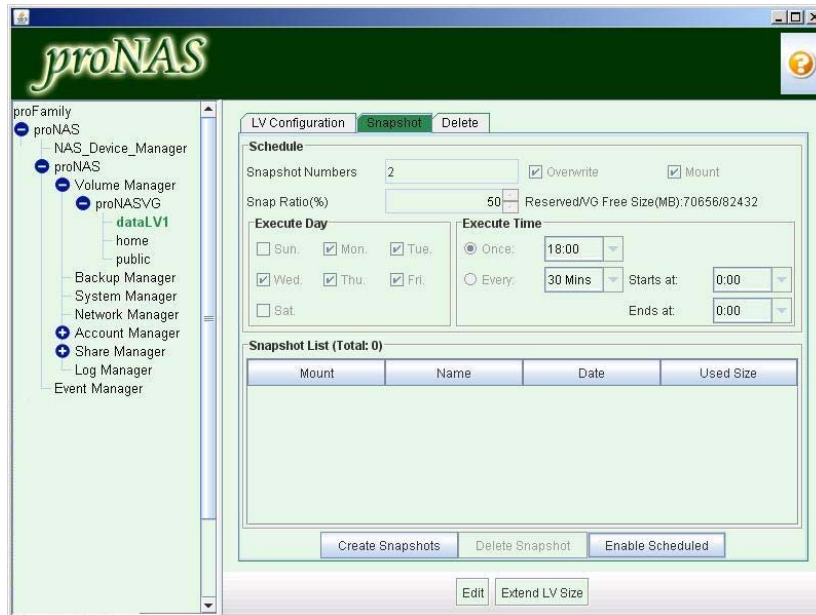 proNAS
proFamily
proNAS
NAS_Device_Manager
proNAS
Volume Manager
proNASVG
dataLV1
home
public
Backup Manager
System Manager
Network Manager
Account Manager
Share Manager
Log Manager
Event Manager
LV Configuration Snapshot Delete
Schedule
Snapshot Numbers 2 Overwrite Mount
Snap Ratio(%) 50 Reserved/VG Free Size(MB):70656/82432
Execute Day
Sun. Mon. Tue.
Wed. Thu. Fri.
Sat.
Execute Time
Once: 18:00
Every: 30 Mins Starts at: 0:00
Ends at: 0:00
Snapshot List (Total: 0)
Mount Name Date Used Size
Create Snapshots Delete Snapshot Enable Scheduled
Edit Extend LV Size